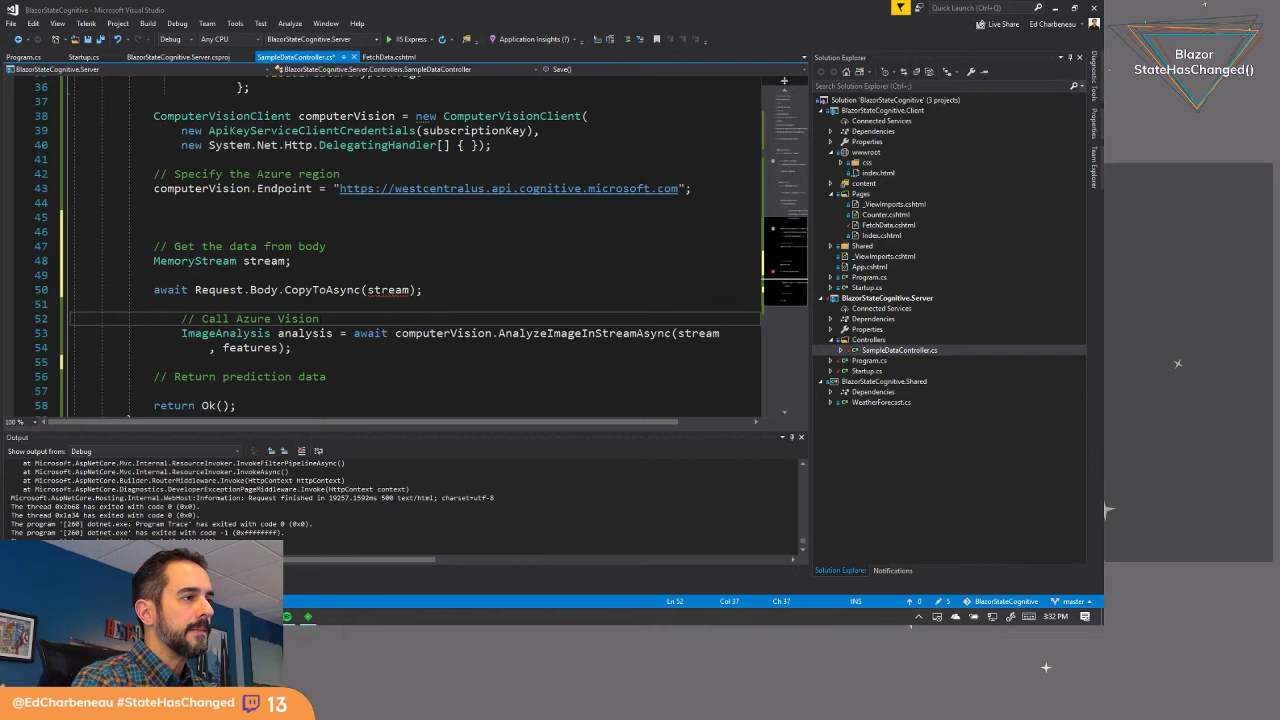 BlazorStateCognitive - Microsoft Visual Studio
Quick Launch (Ctrl+Q)
File Edit View Telerik Project Build Debug Team Tools Test Analyze Window Help
Live Share Ed Charbeneau
Debug Any CPU BlazorStateCognitive.Server IIS Express Application Insights
Program.cs Startup.cs BlazorStateCognitive.Server.csproj SampleDataController.cs* FetchData.cshtml
BlazorStateCognitive.Server BlazorStateCognitive.Server.Controllers.SampleDataController Save()
36 };
37
38 ComputerVisionClient computerVision = new ComputerVisionClient(
39 new ApiKeyServiceClientCredentials(subscriptionKey),
40 new System.Net.Http.DelegatingHandler[] { });
41
42 // Specify the Azure region
43 computerVision.Endpoint = "https://westcentralus.api.cognitive.microsoft.com";
44
45
46
47 // Get the data from body
48 MemoryStream stream;
49
50 await Request.Body.CopyToAsync(stream);
51
52 // Call Azure Vision
53 ImageAnalysis analysis = await computerVision.AnalyzeImageInStreamAsync(stream
54 , features);
55
56 // Return prediction data
57
58 return Ok();
100 %
Output
Show output from: Debug
at Microsoft.AspNetCore.Mvc.Internal.ResourceInvoker.InvokeFilterPipelineAsync()
at Microsoft.AspNetCore.Mvc.Internal.ResourceInvoker.InvokeAsync()
at Microsoft.AspNetCore.Builder.RouterMiddleware.Invoke(HttpContext httpContext)
at Microsoft.AspNetCore.Diagnostics.DeveloperExceptionPageMiddleware.Invoke(HttpContext context)
Microsoft.AspNetCore.Hosting.Internal.WebHost:Information: Request finished in 19257.1592ms 500 text/html; charset=utf-8
The thread 0x2b68 has exited with code 0 (0x0).
The thread 0x1a34 has exited with code 0 (0x0).
The program '[260] dotnet.exe: Program Trace' has exited with code 0 (0x0).
The program '[260] dotnet.exe' has exited with code -1 (0xffffffff).
Solution Explorer
Search Solution Explorer (Ctrl+;)
Solution 'BlazorStateCognitive' (3 projects)
BlazorStateCognitive.Client
Connected Services
Dependencies
Properties
wwwroot
css
index.html
content
Pages
_ViewImports.cshtml
Counter.cshtml
FetchData.cshtml
Index.cshtml
Shared
_ViewImports.cshtml
App.cshtml
Program.cs
Startup.cs
BlazorStateCognitive.Server
Connected Services
Dependencies
Properties
Controllers
SampleDataController.cs
Program.cs
Startup.cs
BlazorStateCognitive.Shared
Dependencies
WeatherForecast.cs
Solution Explorer Notifications
Diagnostic Tools
Properties
Team Explorer
Ln 52 Col 37 Ch 37 INS 0 5 BlazorStateCognitive master
3:32 PM
Blazor
StateHasChanged()
@EdCharbeneau #StateHasChanged 13